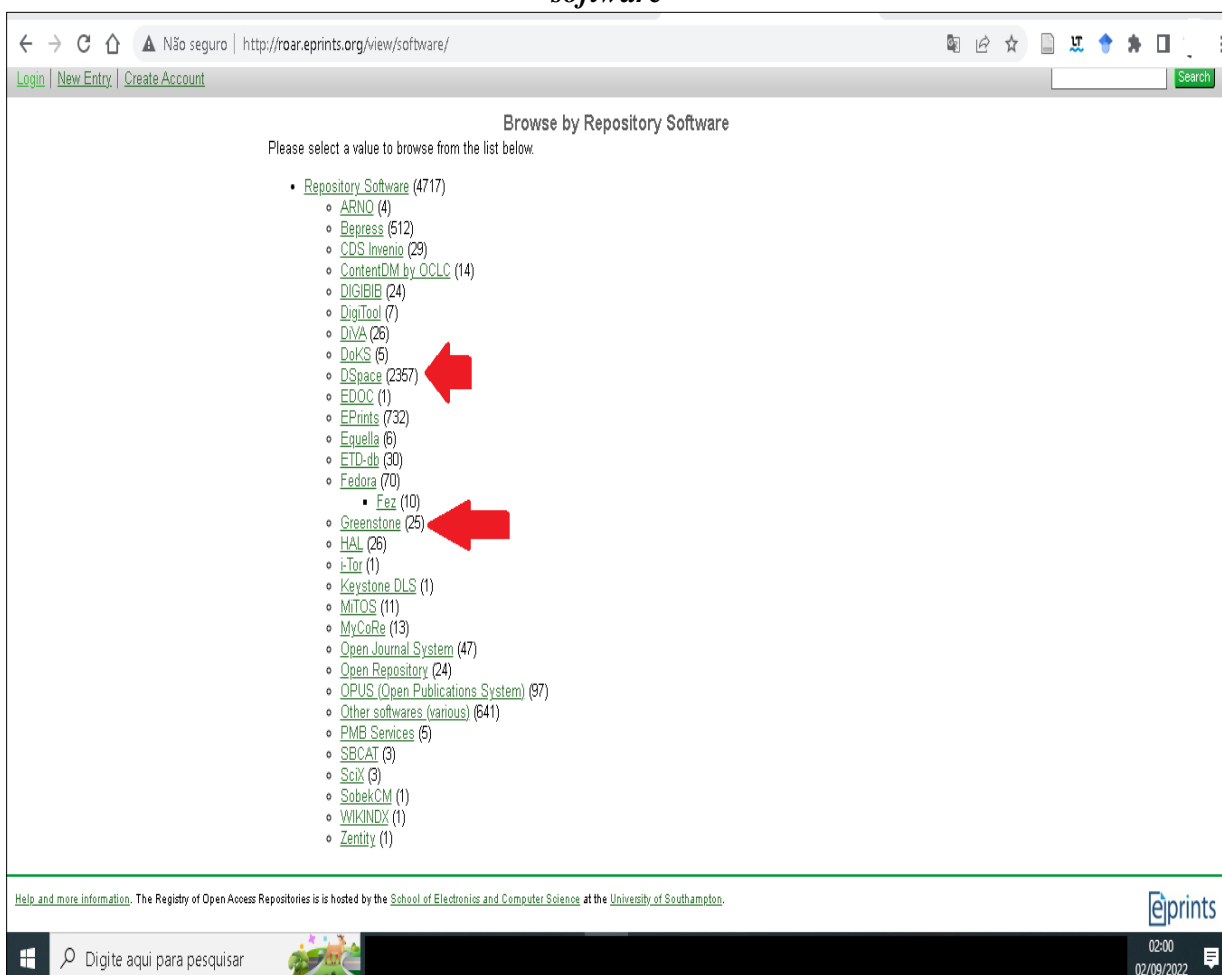 software
Não seguro | http://roar.eprints.org/view/software/
Login | New Entry | Create Account
Search
Browse by Repository Software
Please select a value to browse from the list below.
Repository Software (4717)
ARNO (4)
Bepress (512)
CDS Invenio (29)
ContentDM by OCLC (14)
DIGIBIB (24)
DigiTool (7)
DiVA (26)
DoKS (5)
DSpace (2357)
EDOC (1)
EPrints (732)
Equella (6)
ETD-db (30)
Fedora (70)
Fez (10)
Greenstone (25)
HAL (26)
i-Tor (1)
Keystone DLS (1)
MiTOS (11)
MyCoRe (13)
Open Journal System (47)
Open Repository (24)
OPUS (Open Publications System) (97)
Other softwares (various) (641)
PMB Services (5)
SBCAT (3)
SciX (3)
SobekCM (1)
WIKINDX (1)
Zentity (1)
Help and more information. The Registry of Open Access Repositories is is hosted by the School of Electronics and Computer Science at the University of Southampton.
eprints
Digite aqui para pesquisar
02:00
02/09/2022